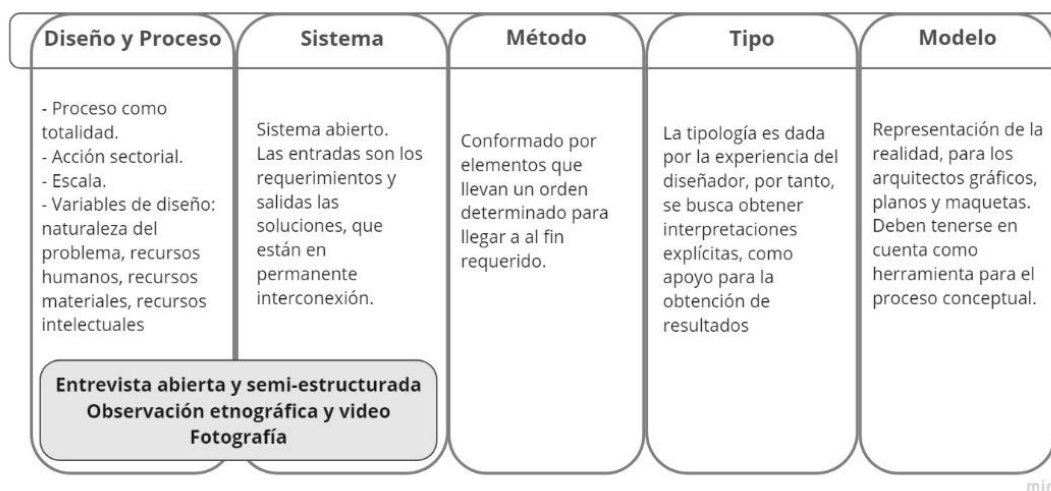 Diseño y Proceso
Sistema
Método
Tipo
Modelo
- Proceso como
totalidad.
- Acción sectorial.
- Escala.
- Variables de diseño:
naturaleza del
problema, recursos
humanos, recursos
materiales, recursos
intelectuales
Sistema abierto.
Las entradas son los
requerimientos y
salidas las
soluciones, que
están en
permanente
interconexión.
Conformado por
elementos que
llevan un orden
determinado para
llegar a al fin
requerido.
La tipología es dada
por la experiencia del
diseñador, por tanto,
se busca obtener
interpretaciones
explícitas, como
apoyo para la
obtención de
resultados
Representación de la
realidad, para los
arquitectos gráficos,
planos y maquetas.
Deben tenerse en
cuenta como
herramienta para el
proceso conceptual.
Entrevista abierta y semi-estructurada
Observación etnográfica y video
Fotografía